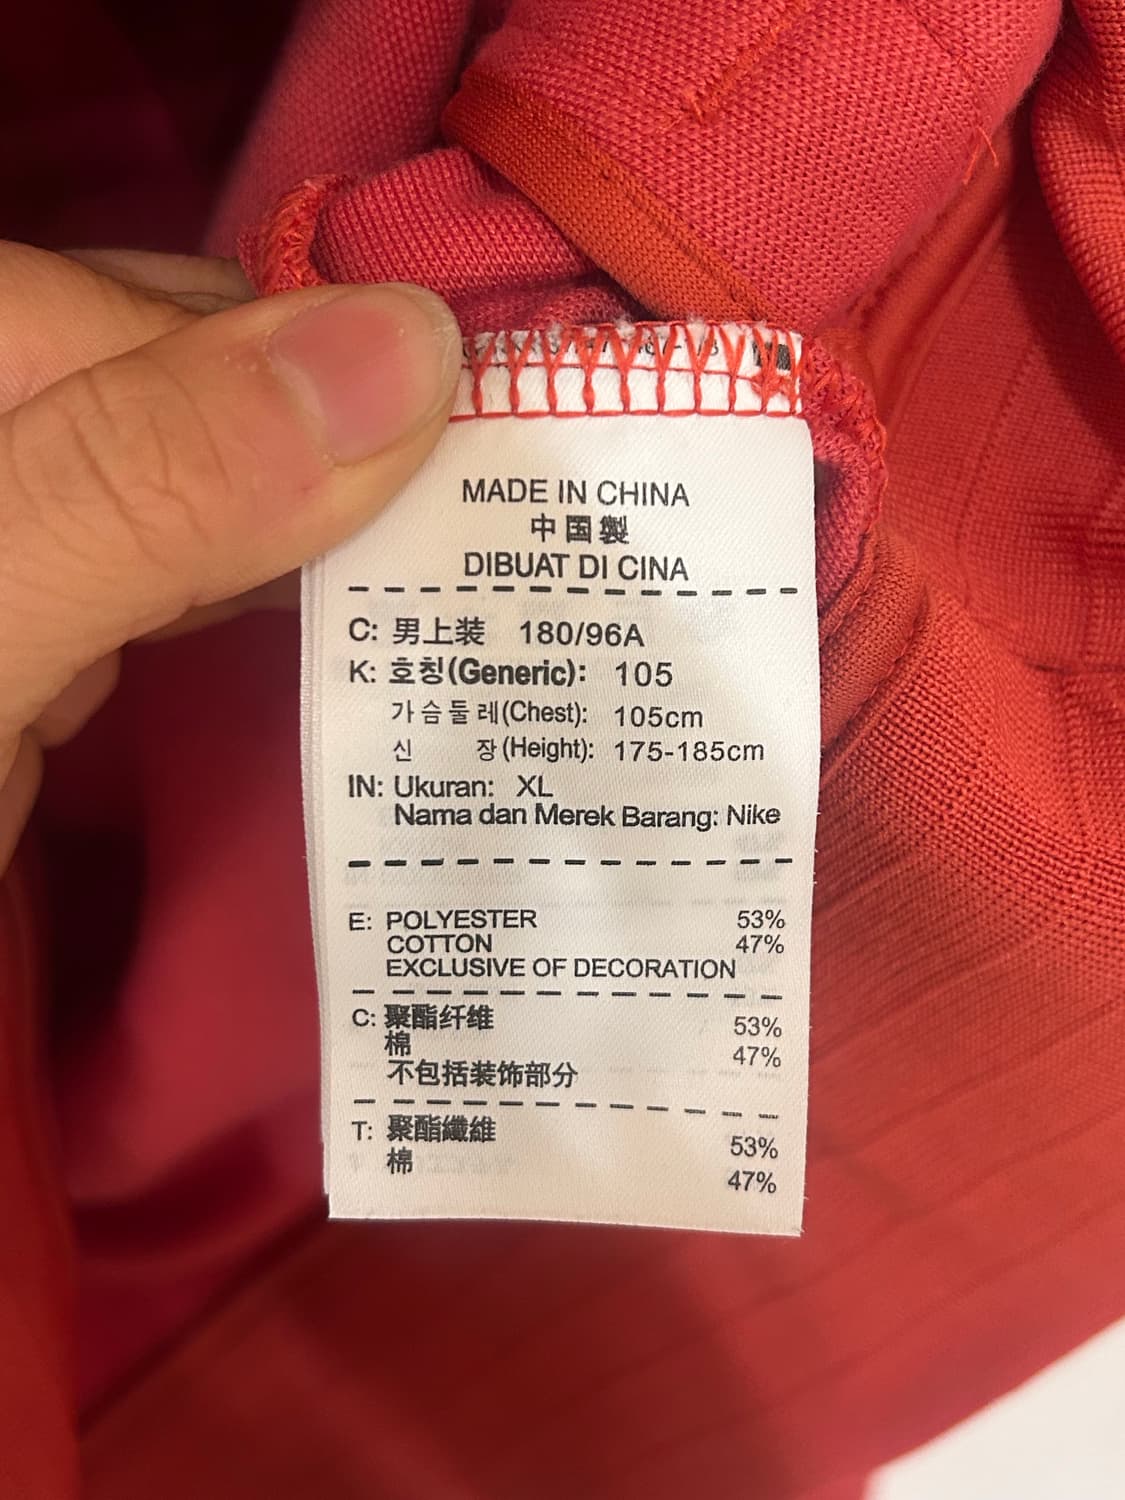 MADE IN CHINA
中国製
DIBUAT DI CINA
C: 男上装 180/96A
K: 호칭(Generic): 105
가슴둘레(Chest): 105cm
신 장(Height): 175-185cm
IN: Ukuran: XL
Nama dan Merek Barang: Nike
E: POLYESTER 53%
COTTON 47%
EXCLUSIVE OF DECORATION
C: 聚酯纤维 53%
棉 47%
不包括装饰部分
T: 聚酯纖維 53%
棉 47%